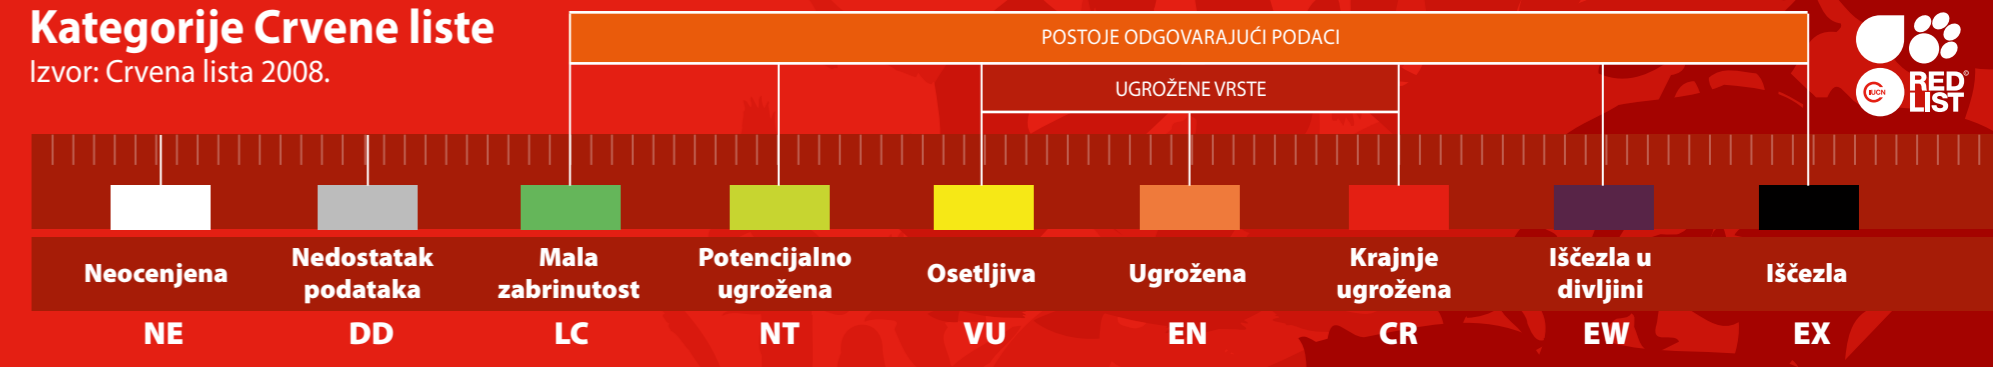 Kategorije Crvene liste
Izvor: Crvena lista 2008.
POSTOJE ODGOVARAJUĆI PODACI
UGROŽENE VRSTE
IUCN
RED
LIST
Neocenjena
Nedostatak
podataka
Mala
zabrinutost
Potencijalno
ugrožena
Osetljiva
Ugrožena
Krajnje
ugrožena
Iščezla u
divljini
Iščezla
NE
DD
LC
NT
VU
EN
CR
EW
EX